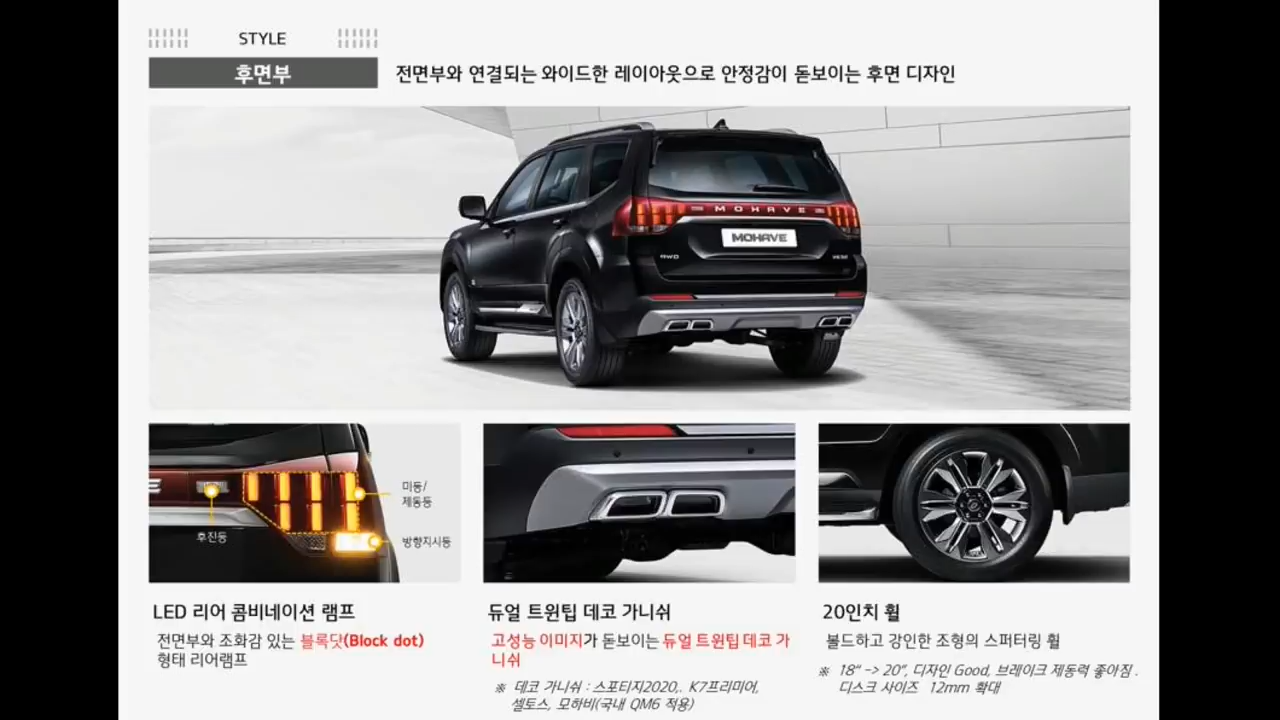 STYLE
후면부
전면부와 연결되는 와이드한 레이아웃으로 안정감이 돋보이는 후면 디자인
MOHAVE
MOHAVE
4WD
미등/
제동등
후진등
방향지시등
LED 리어 콤비네이션 램프
전면부와 조화감 있는 블록닷(Block dot)
형태 리어램프
듀얼 트윈팁 데코 가니쉬
고성능 이미지가 돋보이는 듀얼 트윈팁 데코 가
니쉬
※ 데코 가니쉬 : 스포티지2020,. K7프리미어,
셀토스, 모하비(국내 QM6 적용)
20인치 휠
볼드하고 강인한 조형의 스퍼터링 휠
※ 18" -> 20", 디자인 Good, 브레이크 제동력 좋아짐 .
디스크 사이즈 12mm 확대